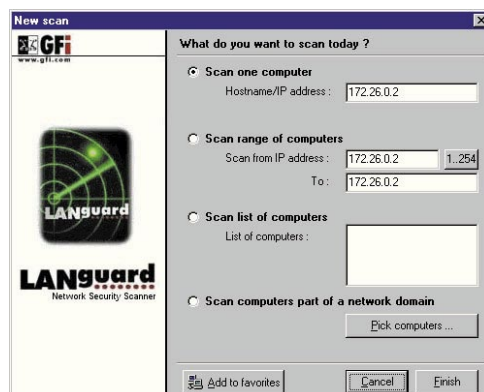 New scan
GFi
www.gfi.com
What do you want to scan today ?
Scan one computer
Hostname/IP address : 172.26.0.2
Scan range of computers
Scan from IP address : 172.26.0.2 1..254
To : 172.26.0.2
Scan list of computers
List of computers :
Scan computers part of a network domain
Pick computers ...
LANguard
LANguard
Network Security Scanner
Add to favorites Cancel Finish